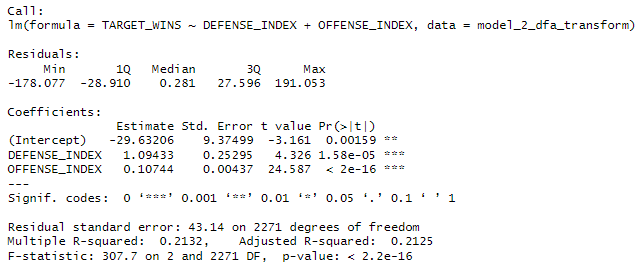 Call:
lm(formula = TARGET_WINS ~ DEFENSE_INDEX + OFFENSE_INDEX, data = model_2_dfa_transform)
Residuals:
     Min       1Q   Median       3Q      Max
-178.077  -28.910    0.281   27.596  191.053
Coefficients:
               Estimate Std. Error t value Pr(>|t|)
(Intercept)   -29.63206    9.37499  -3.161  0.00159 **
DEFENSE_INDEX   1.09433    0.25295   4.326 1.58e-05 ***
OFFENSE_INDEX   0.10744    0.00437  24.587  < 2e-16 ***
---
Signif. codes:  0 ‘***’ 0.001 ‘**’ 0.01 ‘*’ 0.05 ‘.’ 0.1 ‘ ’ 1
Residual standard error: 43.14 on 2271 degrees of freedom
Multiple R-squared:  0.2132,    Adjusted R-squared:  0.2125
F-statistic: 307.7 on 2 and 2271 DF,  p-value: < 2.2e-16